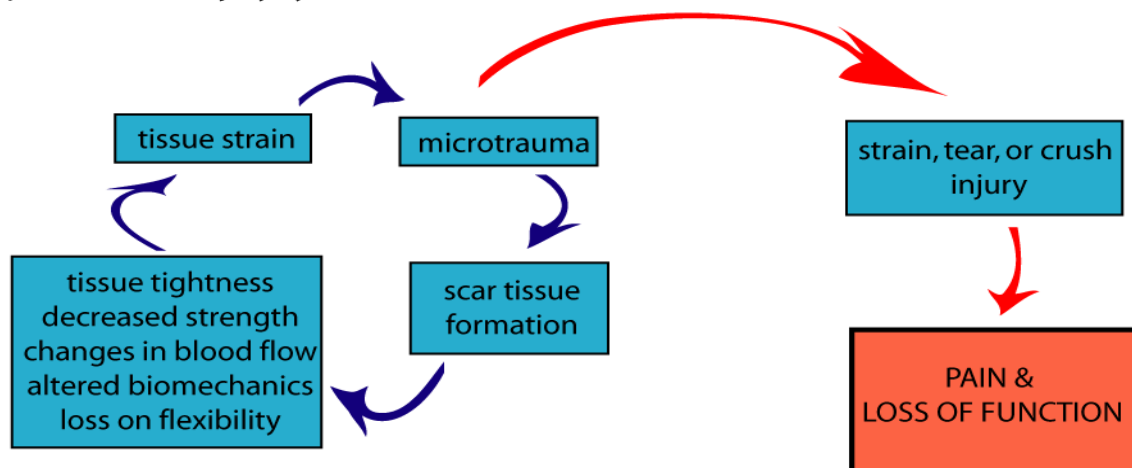 tissue strain
microtrauma
strain, tear, or crush
injury
tissue tightness
decreased strength
changes in blood flow
altered biomechanics
loss on flexibility
scar tissue
formation
PAIN &
LOSS OF FUNCTION